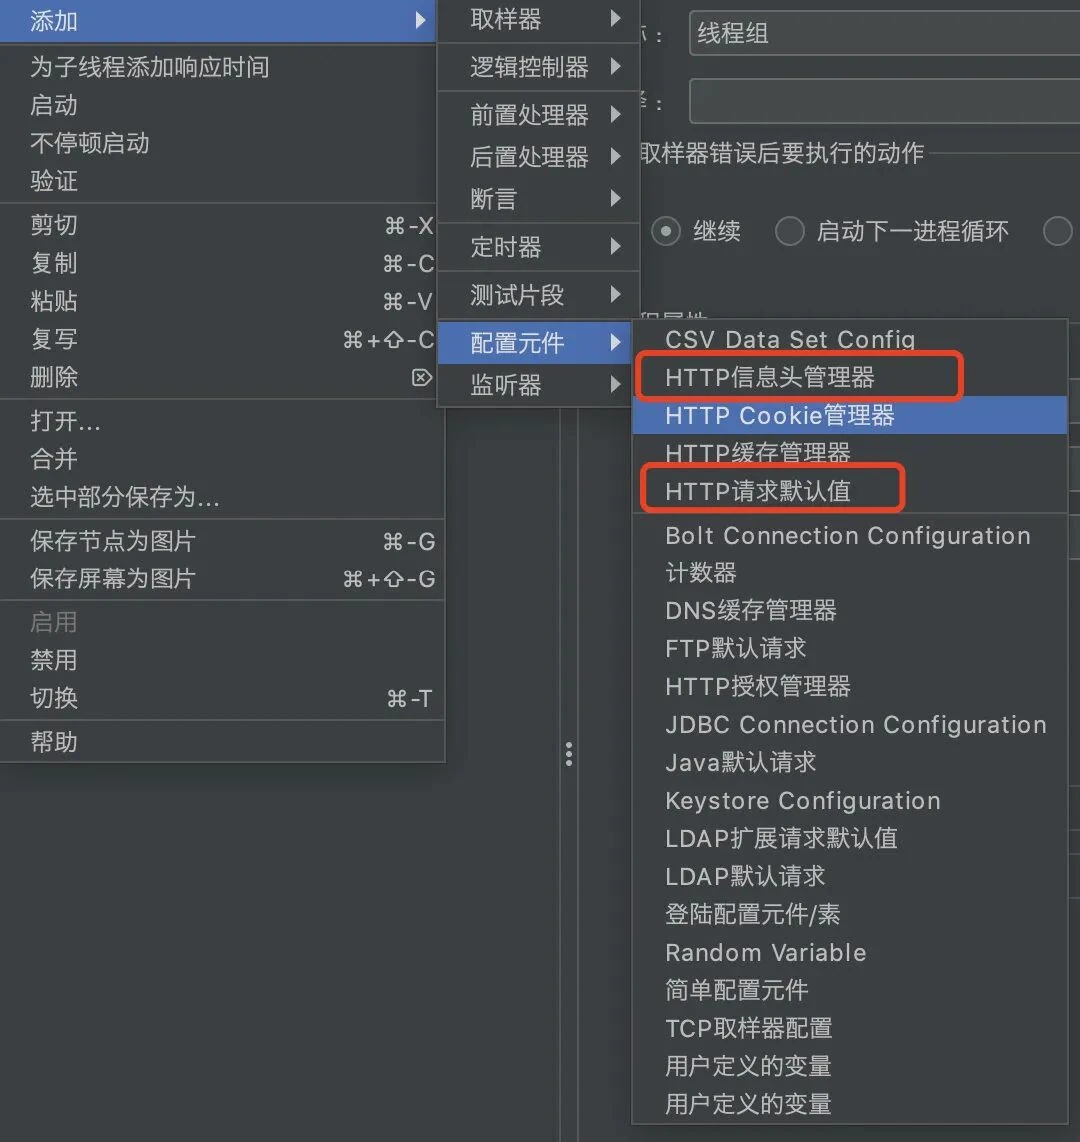 添加
为子线程添加响应时间
启动
不停顿启动
验证
剪切 ⌘-X
复制 ⌘-C
粘贴 ⌘-V
复写 ⌘+⇧-C
删除 ⌦
打开...
合并
选中部分保存为...
保存节点为图片 ⌘-G
保存屏幕为图片 ⌘+⇧-G
启用
禁用
切换 ⌘-T
帮助
取样器
逻辑控制器
前置处理器
后置处理器
断言
定时器
测试片段
配置元件
监听器
线程组
取样器错误后要执行的动作
继续 启动下一进程循环
CSV Data Set Config
HTTP信息头管理器
HTTP Cookie管理器
HTTP缓存管理器
HTTP请求默认值
Bolt Connection Configuration
计数器
DNS缓存管理器
FTP默认请求
HTTP授权管理器
JDBC Connection Configuration
Java默认请求
Keystore Configuration
LDAP扩展请求默认值
LDAP默认请求
登陆配置元件/素
Random Variable
简单配置元件
TCP取样器配置
用户定义的变量
用户定义的变量